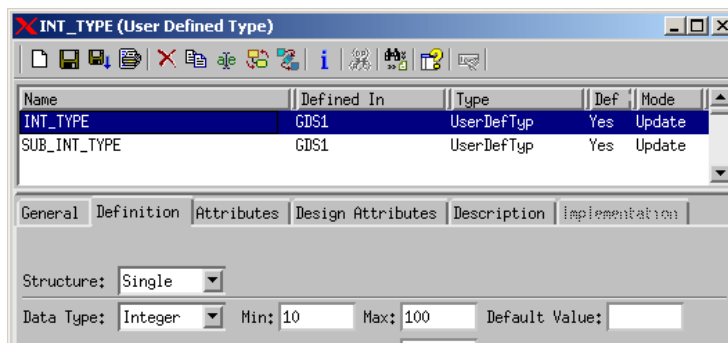 INT_TYPE (User Defined Type)
Name Defined In Type Def Mode
INT_TYPE GDS1 UserDefTyp Yes Update
SUB_INT_TYPE GDS1 UserDefTyp Yes Update
General Definition Attributes Design Attributes Description Implementation
Structure: Single
Data Type: Integer Min: 10 Max: 100 Default Value: